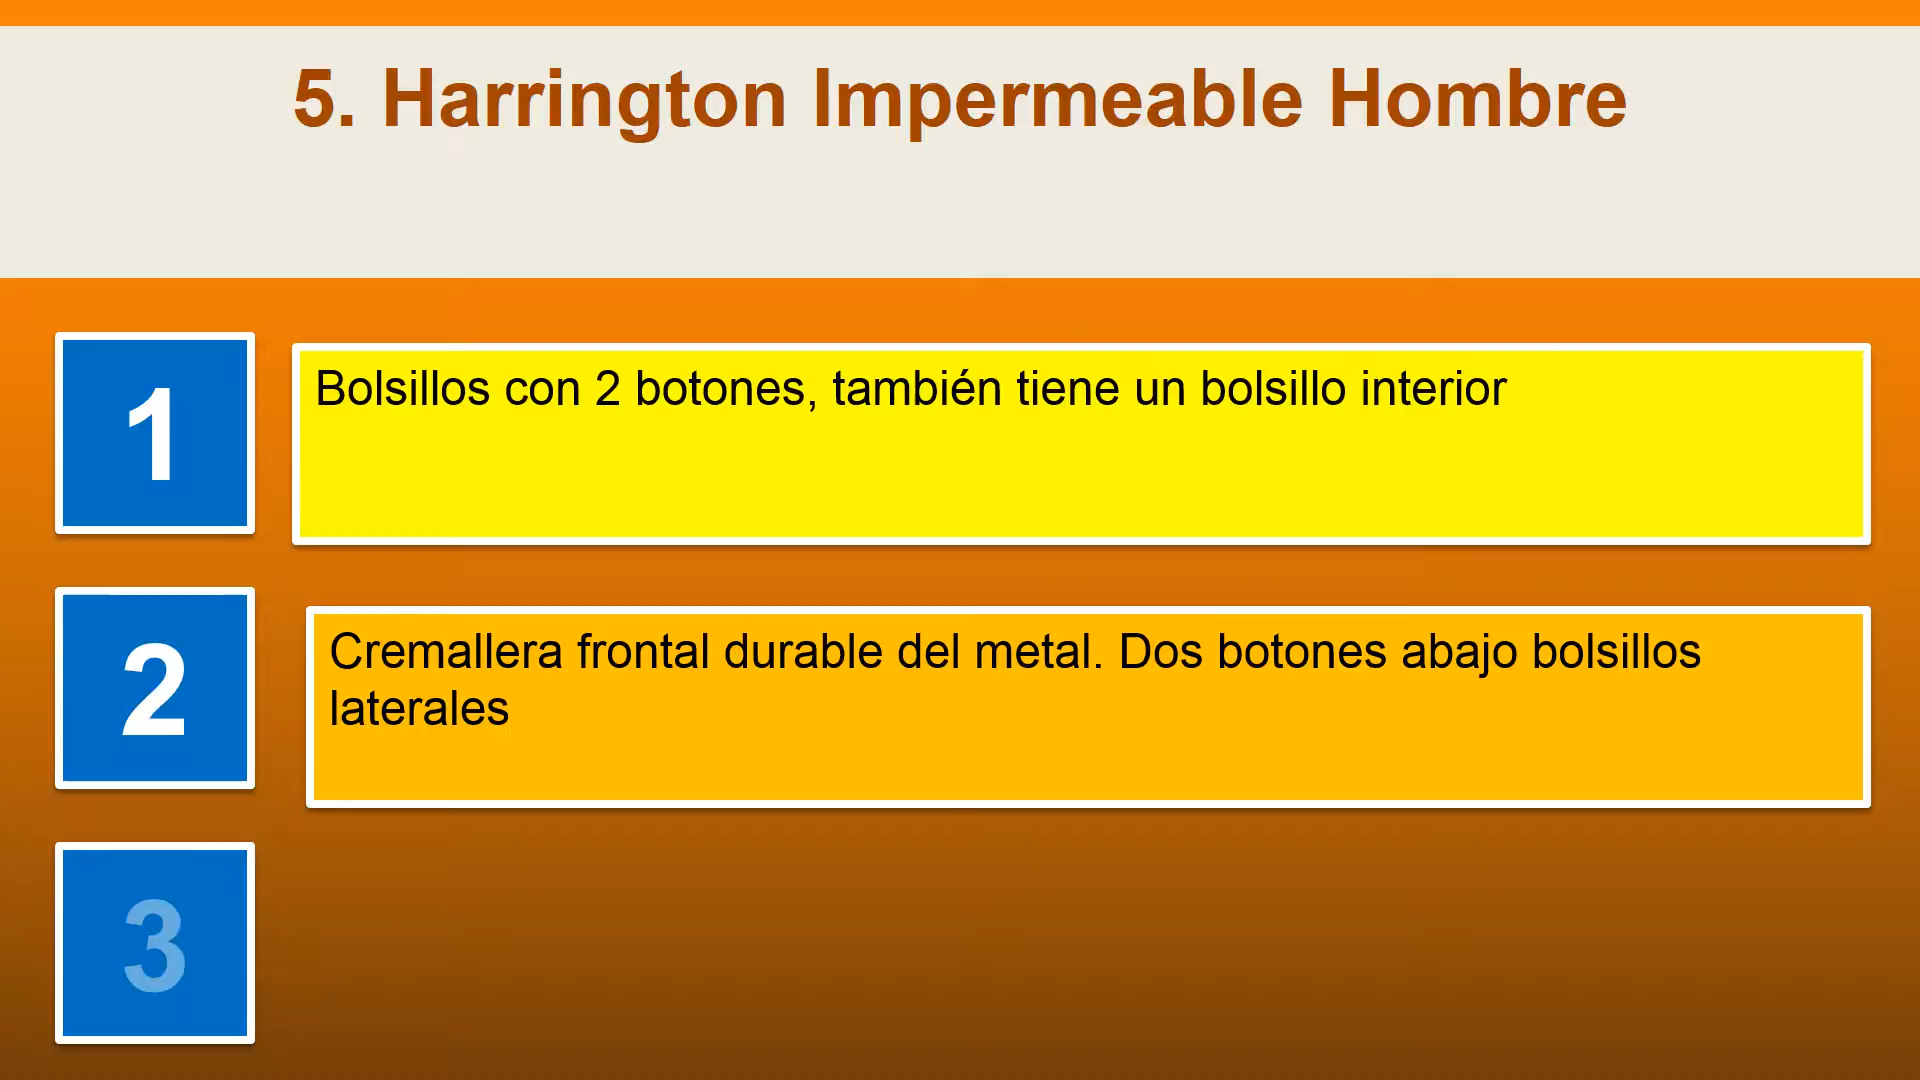 5. Harrington Impermeable Hombre
1
Bolsillos con 2 botones, también tiene un bolsillo interior
2
Cremallera frontal durable del metal. Dos botones abajo bolsillos
laterales
3